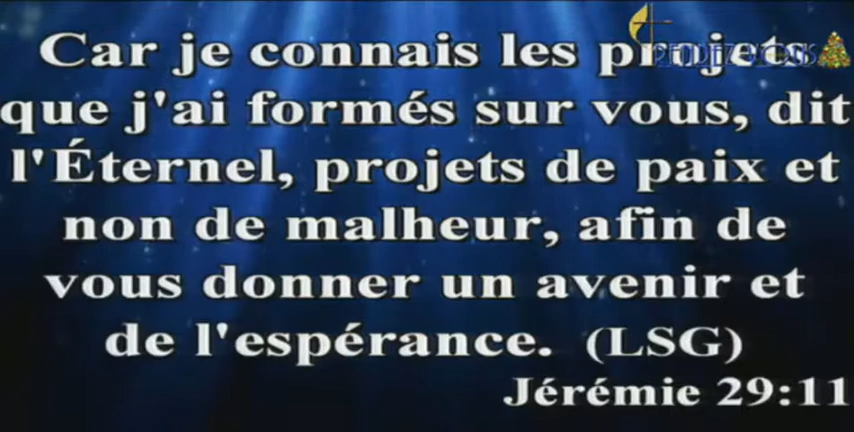 Car je connais les projets
que j'ai formés sur vous, dit
l'Éternel, projets de paix et
non de malheur, afin de
vous donner un avenir et
de l'espérance. (LSG)
Jérémie 29:11